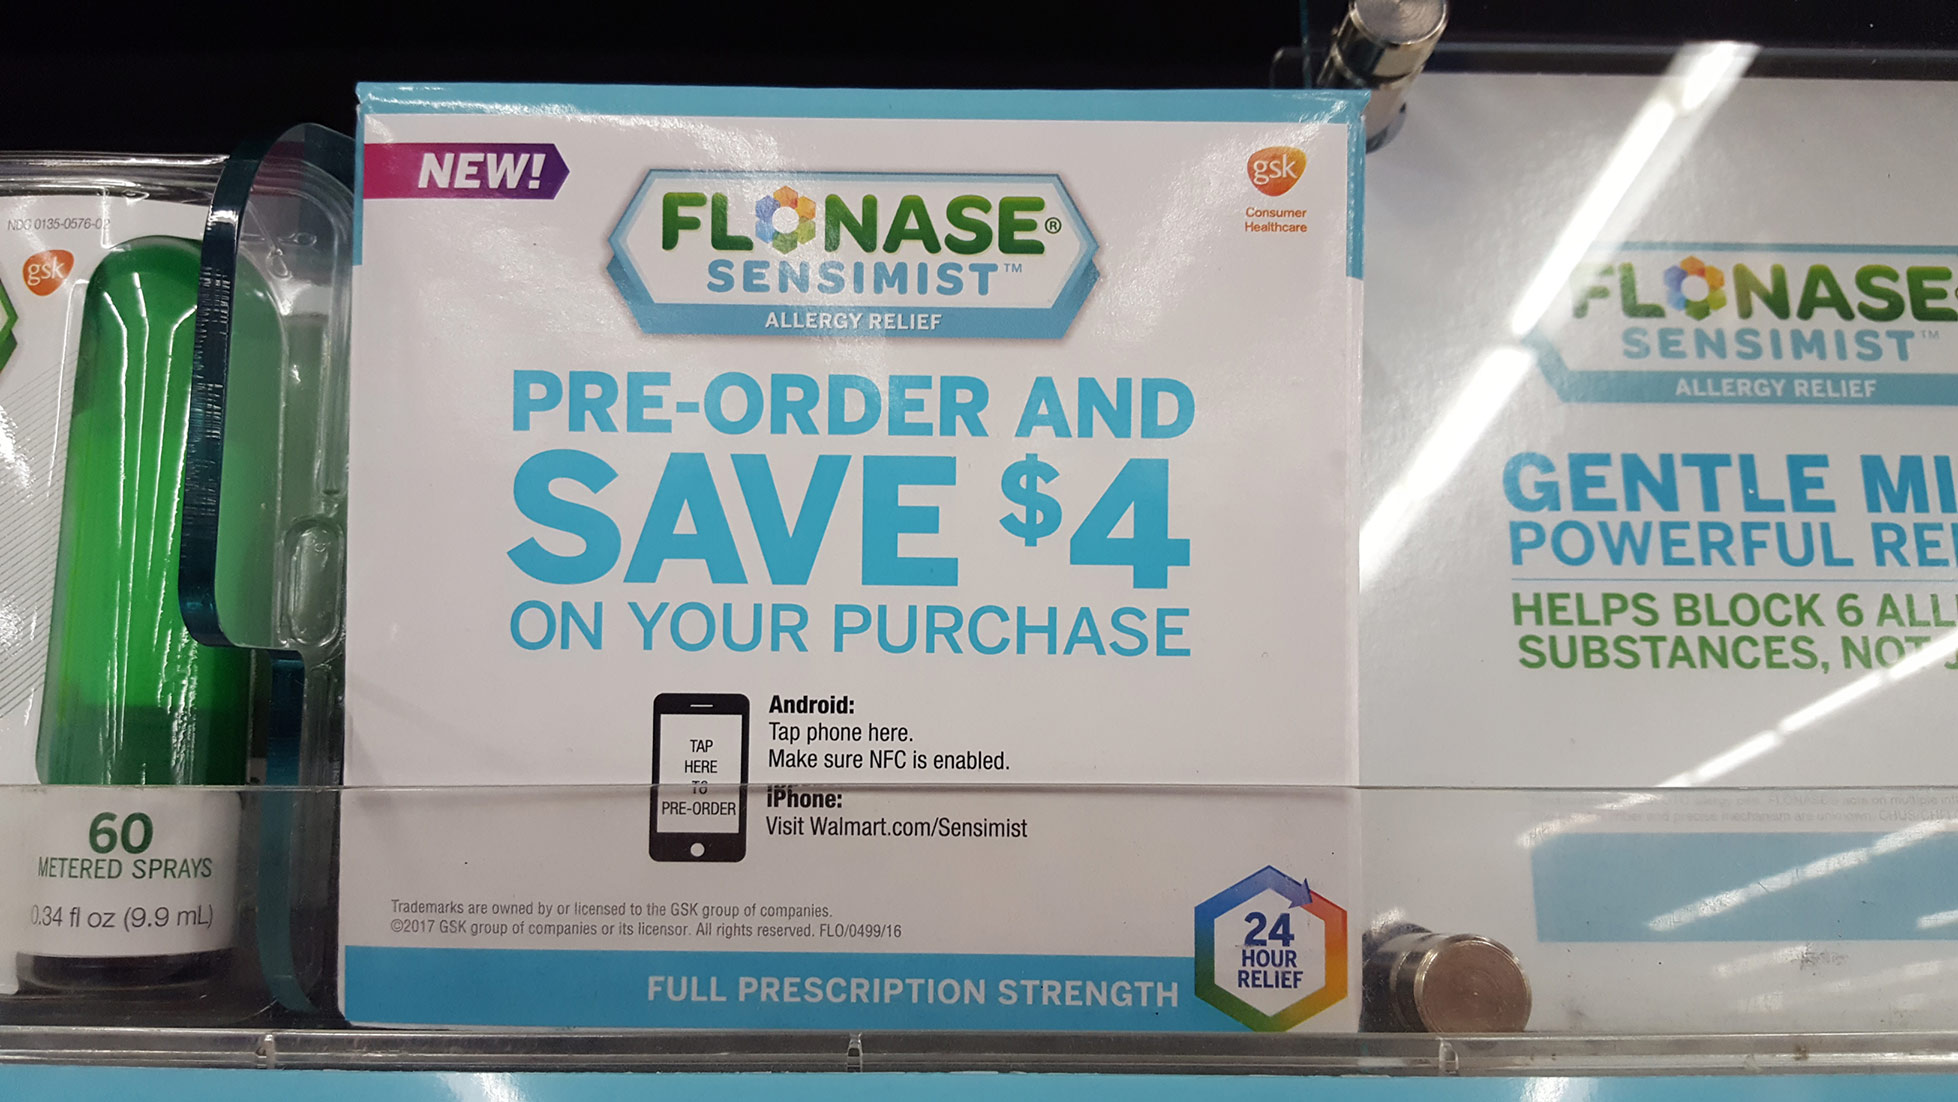 NDC 0135-0576-02
gsk
60
METERED SPRAYS
0.34 fl oz (9.9 mL)
NEW!
gsk
Consumer
Healthcare
FLONASE®
SENSIMIST™
ALLERGY RELIEF
PRE-ORDER AND
SAVE $4
ON YOUR PURCHASE
TAP
HERE
TO
PRE-ORDER
Android:
Tap phone here.
Make sure NFC is enabled.
iPhone:
Visit Walmart.com/Sensimist
Trademarks are owned by or licensed to the GSK group of companies.
©2017 GSK group of companies or its licensor. All rights reserved. FLO/0499/16
24
HOUR
RELIEF
FULL PRESCRIPTION STRENGTH
FLONASE
SENSIMIST™
ALLERGY RELIEF
GENTLE
POWERFUL
HELPS BLOCK 6
SUBSTANCES, NOT